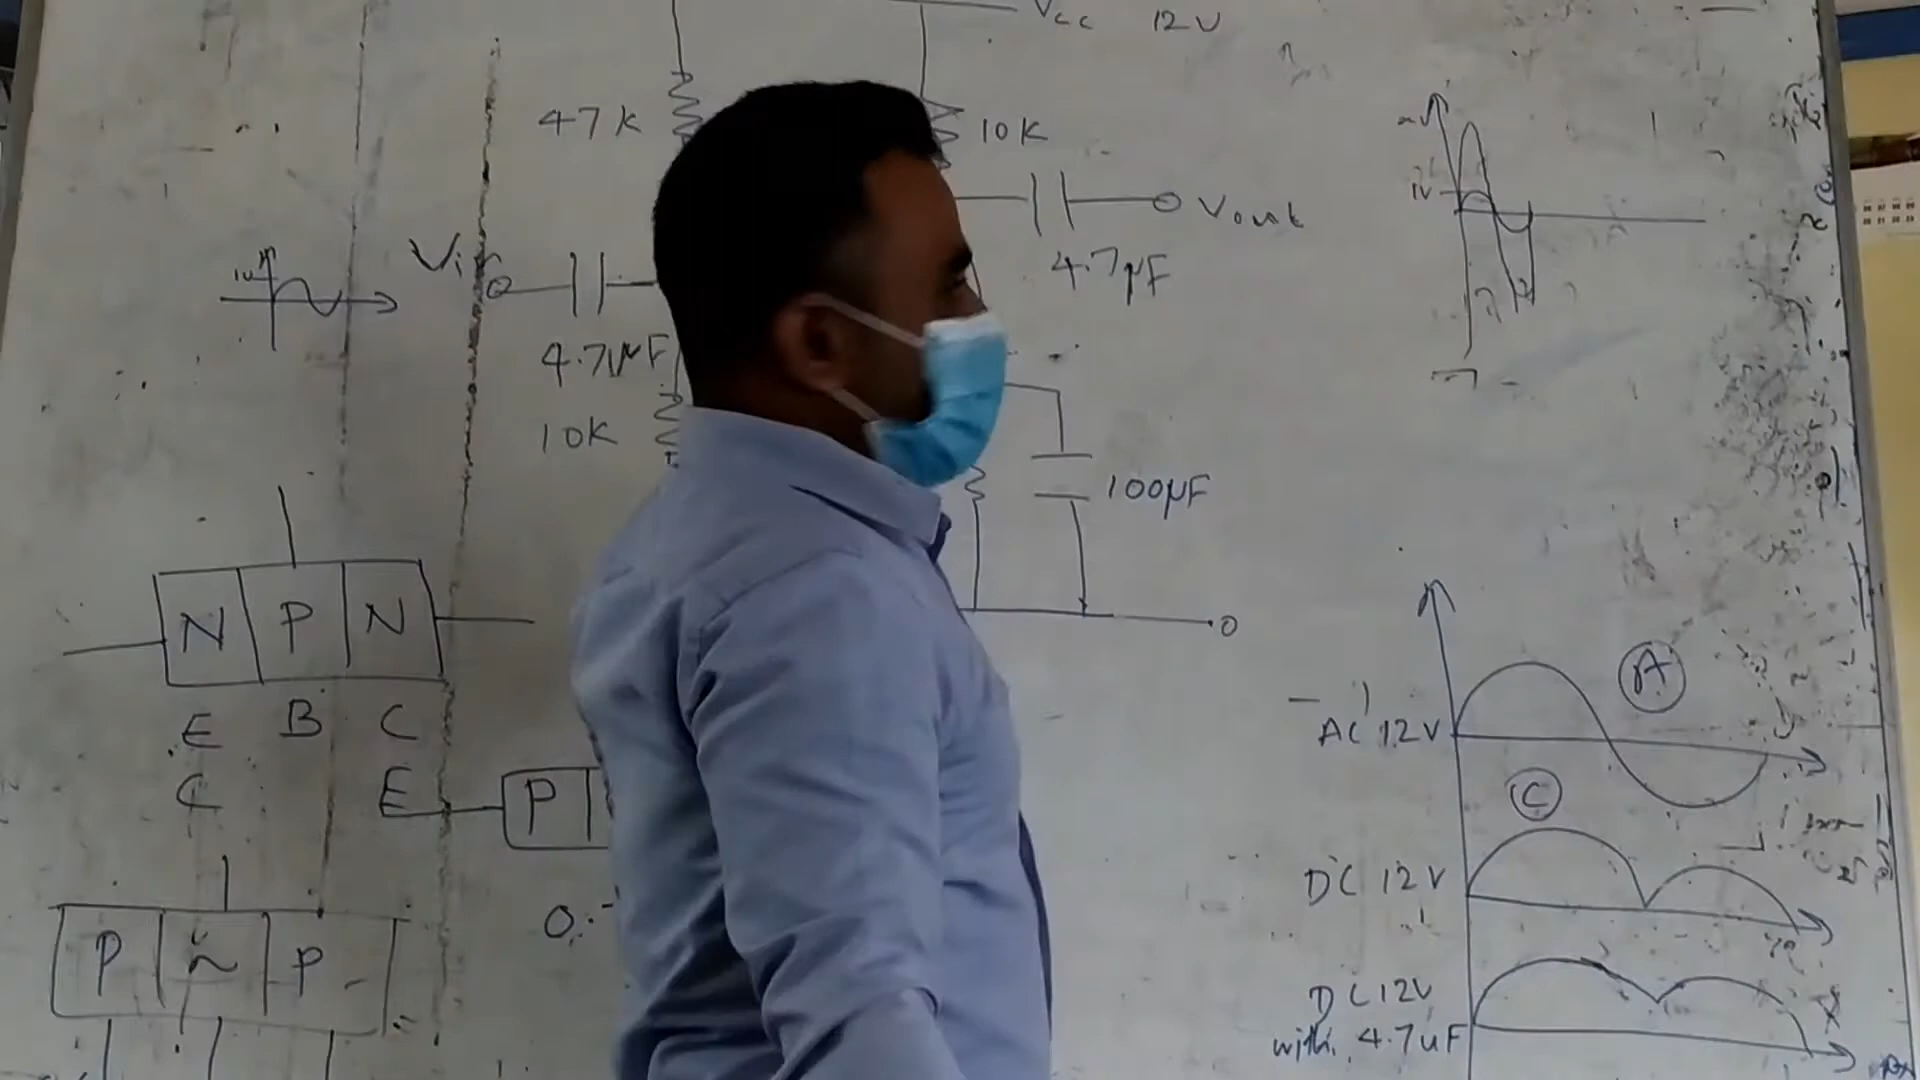 Vcc 12V
47K
10K
Vout
4.7µF
1V
Vin
1V
4.7µF
10K
100µF
N P N
E B C
C E
P
P N P
A
AC 12V
C
DC 12V
DC 12V
with 4.7uF